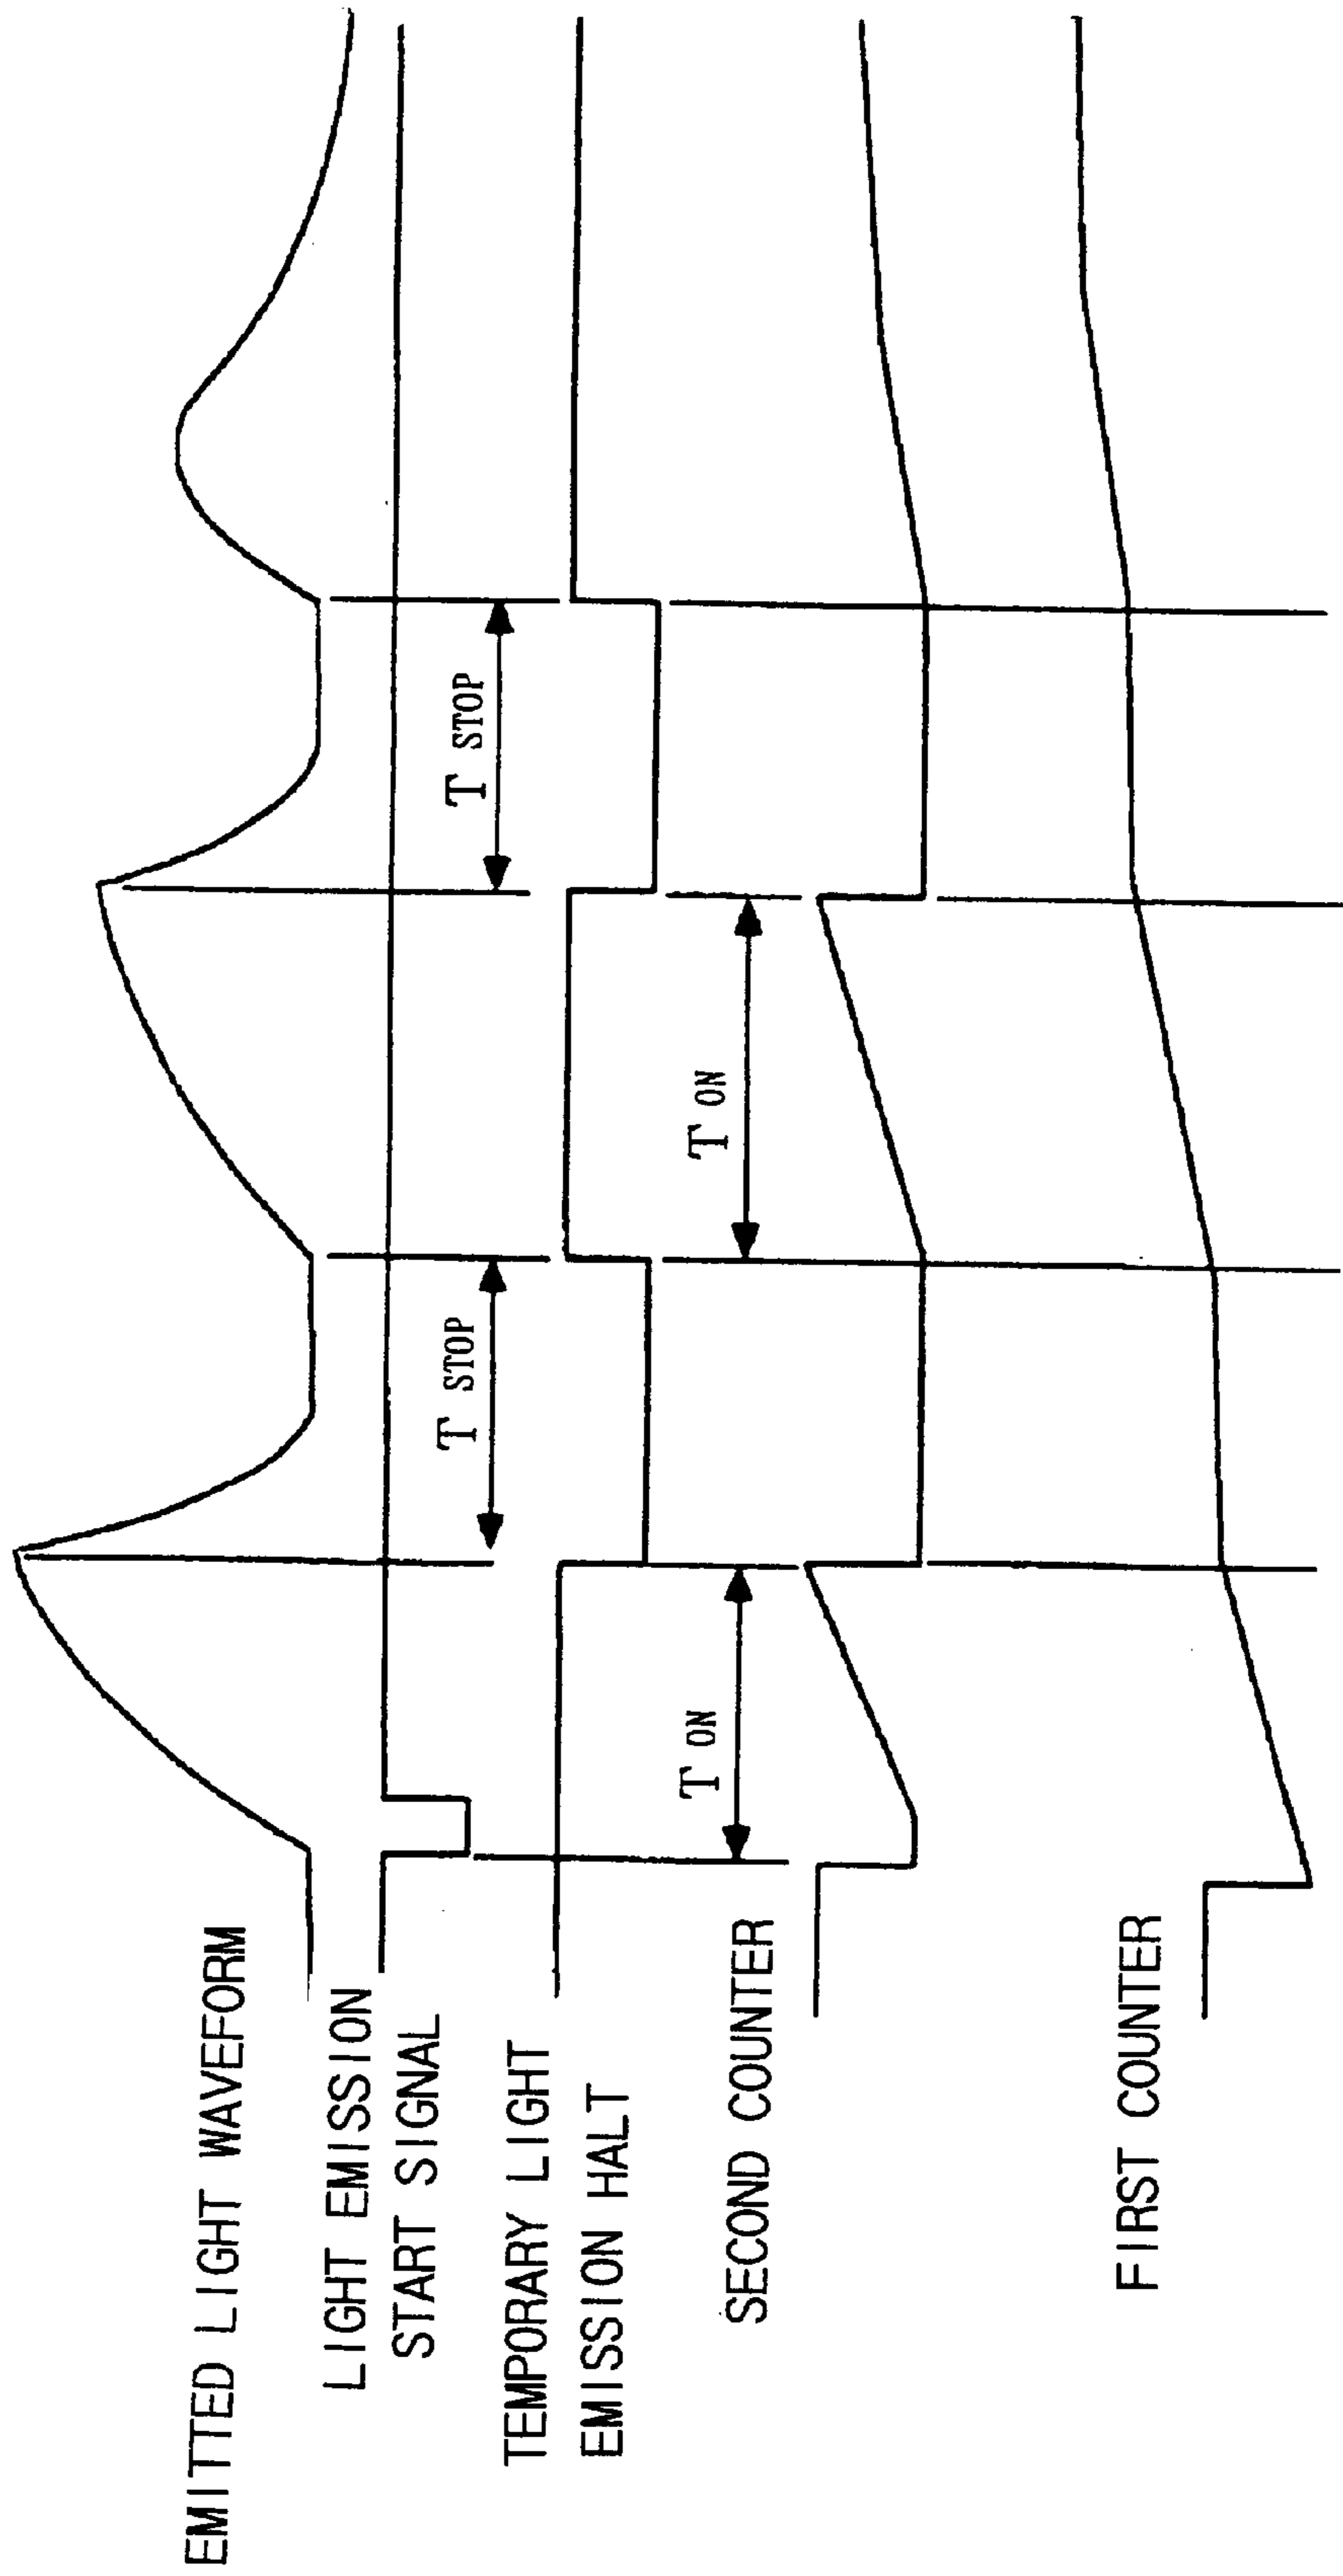 EMITTED LIGHT WAVEFORM
LIGHT EMISSION
START SIGNAL
T STOP
T STOP
TEMPORARY LIGHT
EMISSION HALT
T ON
T ON
SECOND COUNTER
FIRST COUNTER